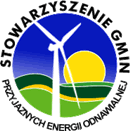 STOWARZYSZENIE GMIN
PRZYJAZNYCH ENERGII ODNAWIALNEJ